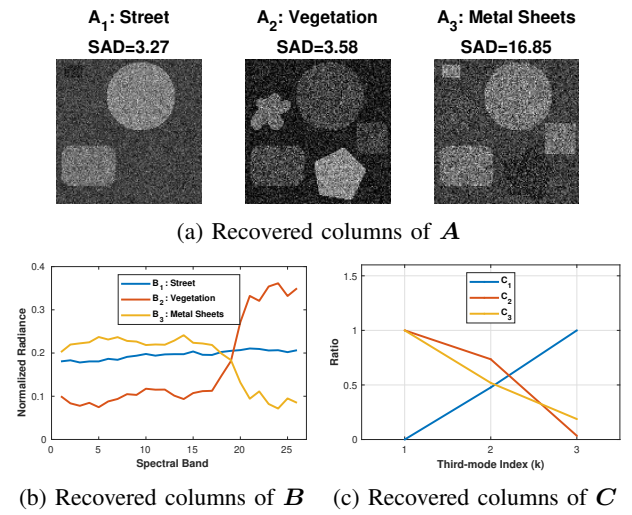 A1: Street
SAD=3.27
A2: Vegetation
SAD=3.58
A3: Metal Sheets
SAD=16.85
(a) Recovered columns of A
0.4
0.3
0.2
0.1
0
Normalized Radiance
B1: Street
B2: Vegetation
B3: Metal Sheets
0 5 10 15 20 25
Spectral Band
(b) Recovered columns of B
1.5
1
0.5
0
Ratio
C1
C2
C3
1 2 3
Third-mode Index (k)
(c) Recovered columns of C